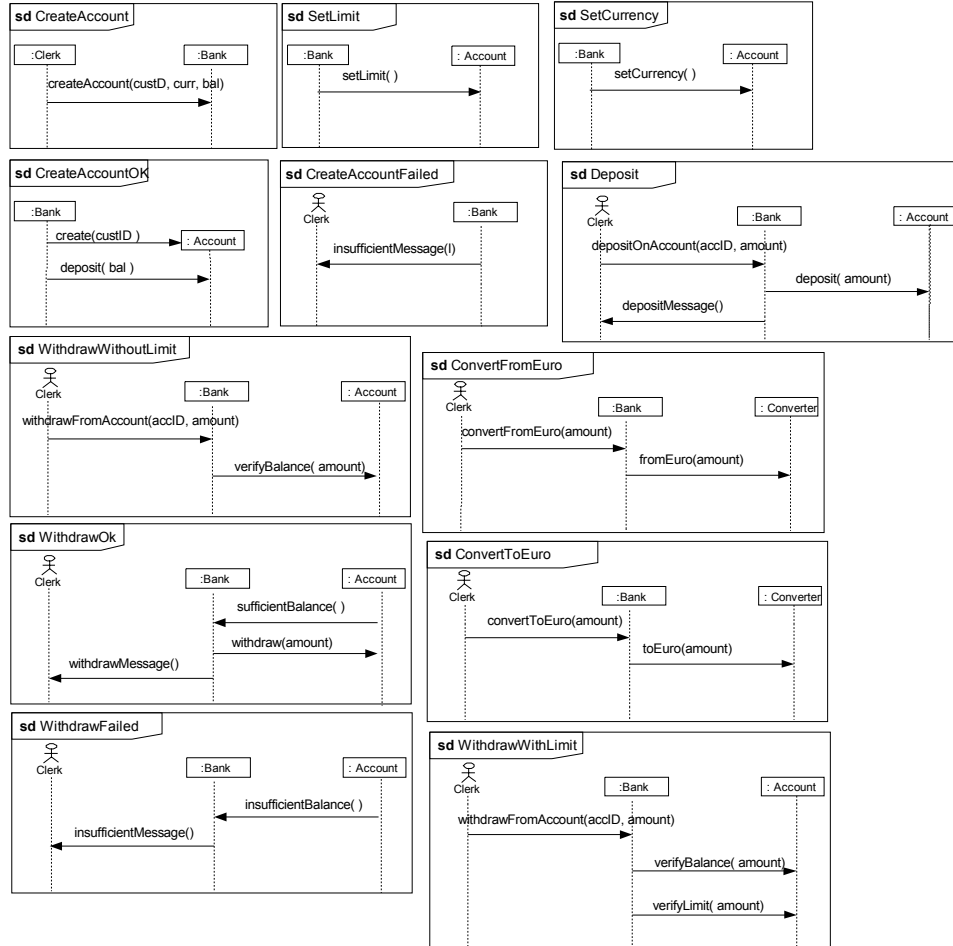 sd CreateAccount
:Clerk
:Bank
createAccount(custD, curr, bal)
sd SetLimit
:Bank
: Account
setLimit( )
sd SetCurrency
:Bank
: Account
setCurrency( )
sd CreateAccountOK
:Bank
create(custID )
: Account
deposit( bal )
sd CreateAccountFailed
Clerk
:Bank
insufficientMessage(l)
sd Deposit
Clerk
:Bank
: Account
depositOnAccount(accID, amount)
deposit( amount)
depositMessage()
sd WithdrawWithoutLimit
Clerk
:Bank
: Account
withdrawFromAccount(accID, amount)
verifyBalance( amount)
sd ConvertFromEuro
Clerk
:Bank
: Converter
convertFromEuro(amount)
fromEuro(amount)
sd WithdrawOk
Clerk
:Bank
: Account
sufficientBalance( )
withdraw(amount)
withdrawMessage()
sd ConvertToEuro
Clerk
:Bank
: Converter
convertToEuro(amount)
toEuro(amount)
sd WithdrawFailed
Clerk
:Bank
: Account
insufficientBalance( )
insufficientMessage()
sd WithdrawWithLimit
Clerk
:Bank
: Account
withdrawFromAccount(accID, amount)
verifyBalance( amount)
verifyLimit( amount)